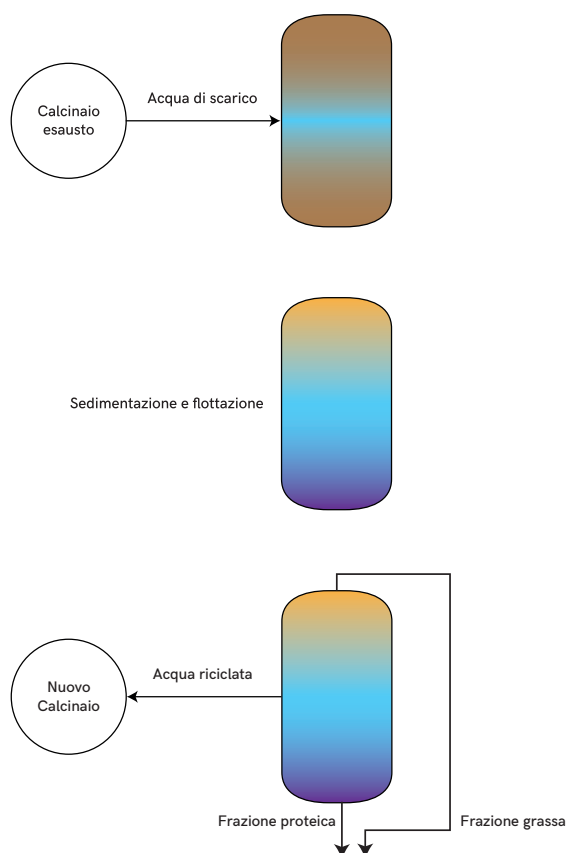 Calcinaio
esausto
Acqua di scarico
Sedimentazione e flottazione
Nuovo
Calcinaio
Acqua riciclata
Frazione proteica
Frazione grassa